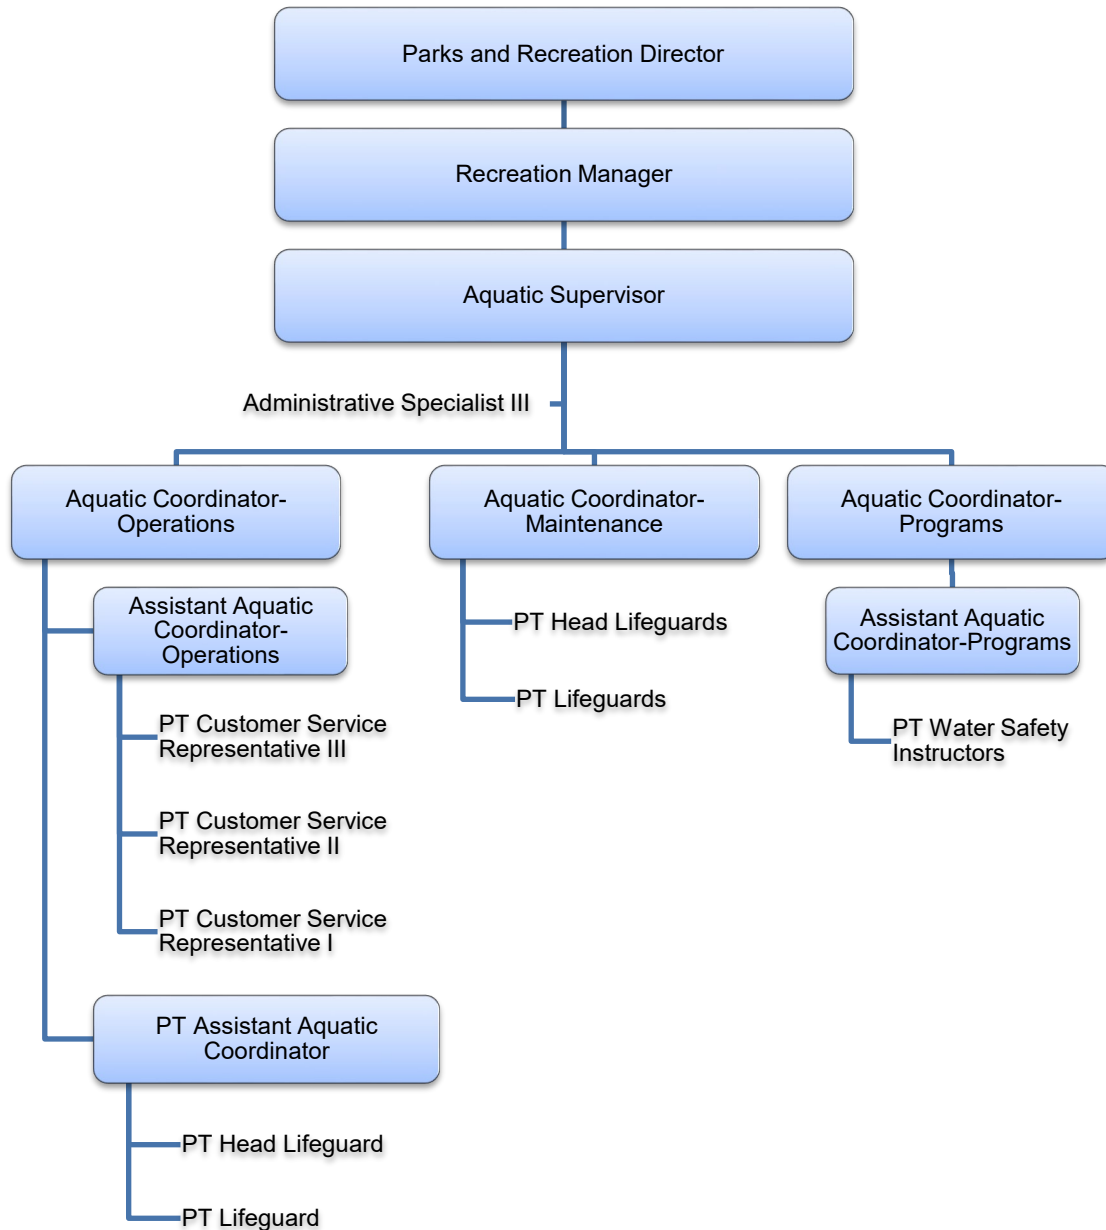 Parks and Recreation Director
Recreation Manager
Aquatic Supervisor
Administrative Specialist III
Aquatic Coordinator-
Operations
Aquatic Coordinator-
Maintenance
Aquatic Coordinator-
Programs
Assistant Aquatic
Coordinator-
Operations
PT Customer Service
Representative III
PT Customer Service
Representative II
PT Customer Service
Representative I
PT Assistant Aquatic
Coordinator
PT Head Lifeguard
PT Lifeguard
PT Head Lifeguards
PT Lifeguards
Assistant Aquatic
Coordinator-Programs
PT Water Safety
Instructors